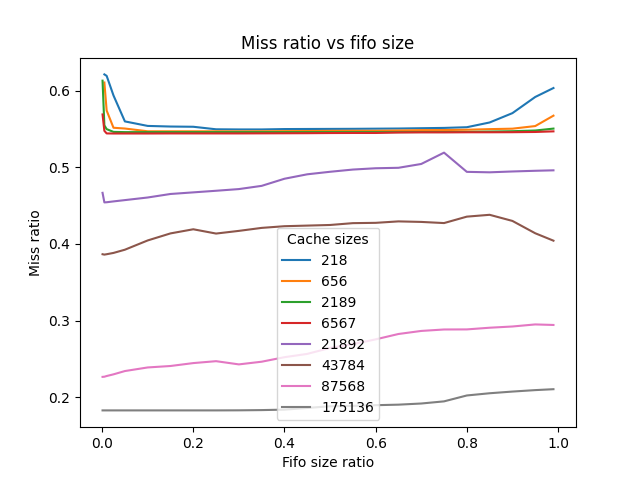 Miss ratio vs fifo size
0.6
0.5
0.4
0.3
0.2
Miss ratio
Cache sizes
218
656
2189
6567
21892
43784
87568
175136
0.0 0.2 0.4 0.6 0.8 1.0
Fifo size ratio